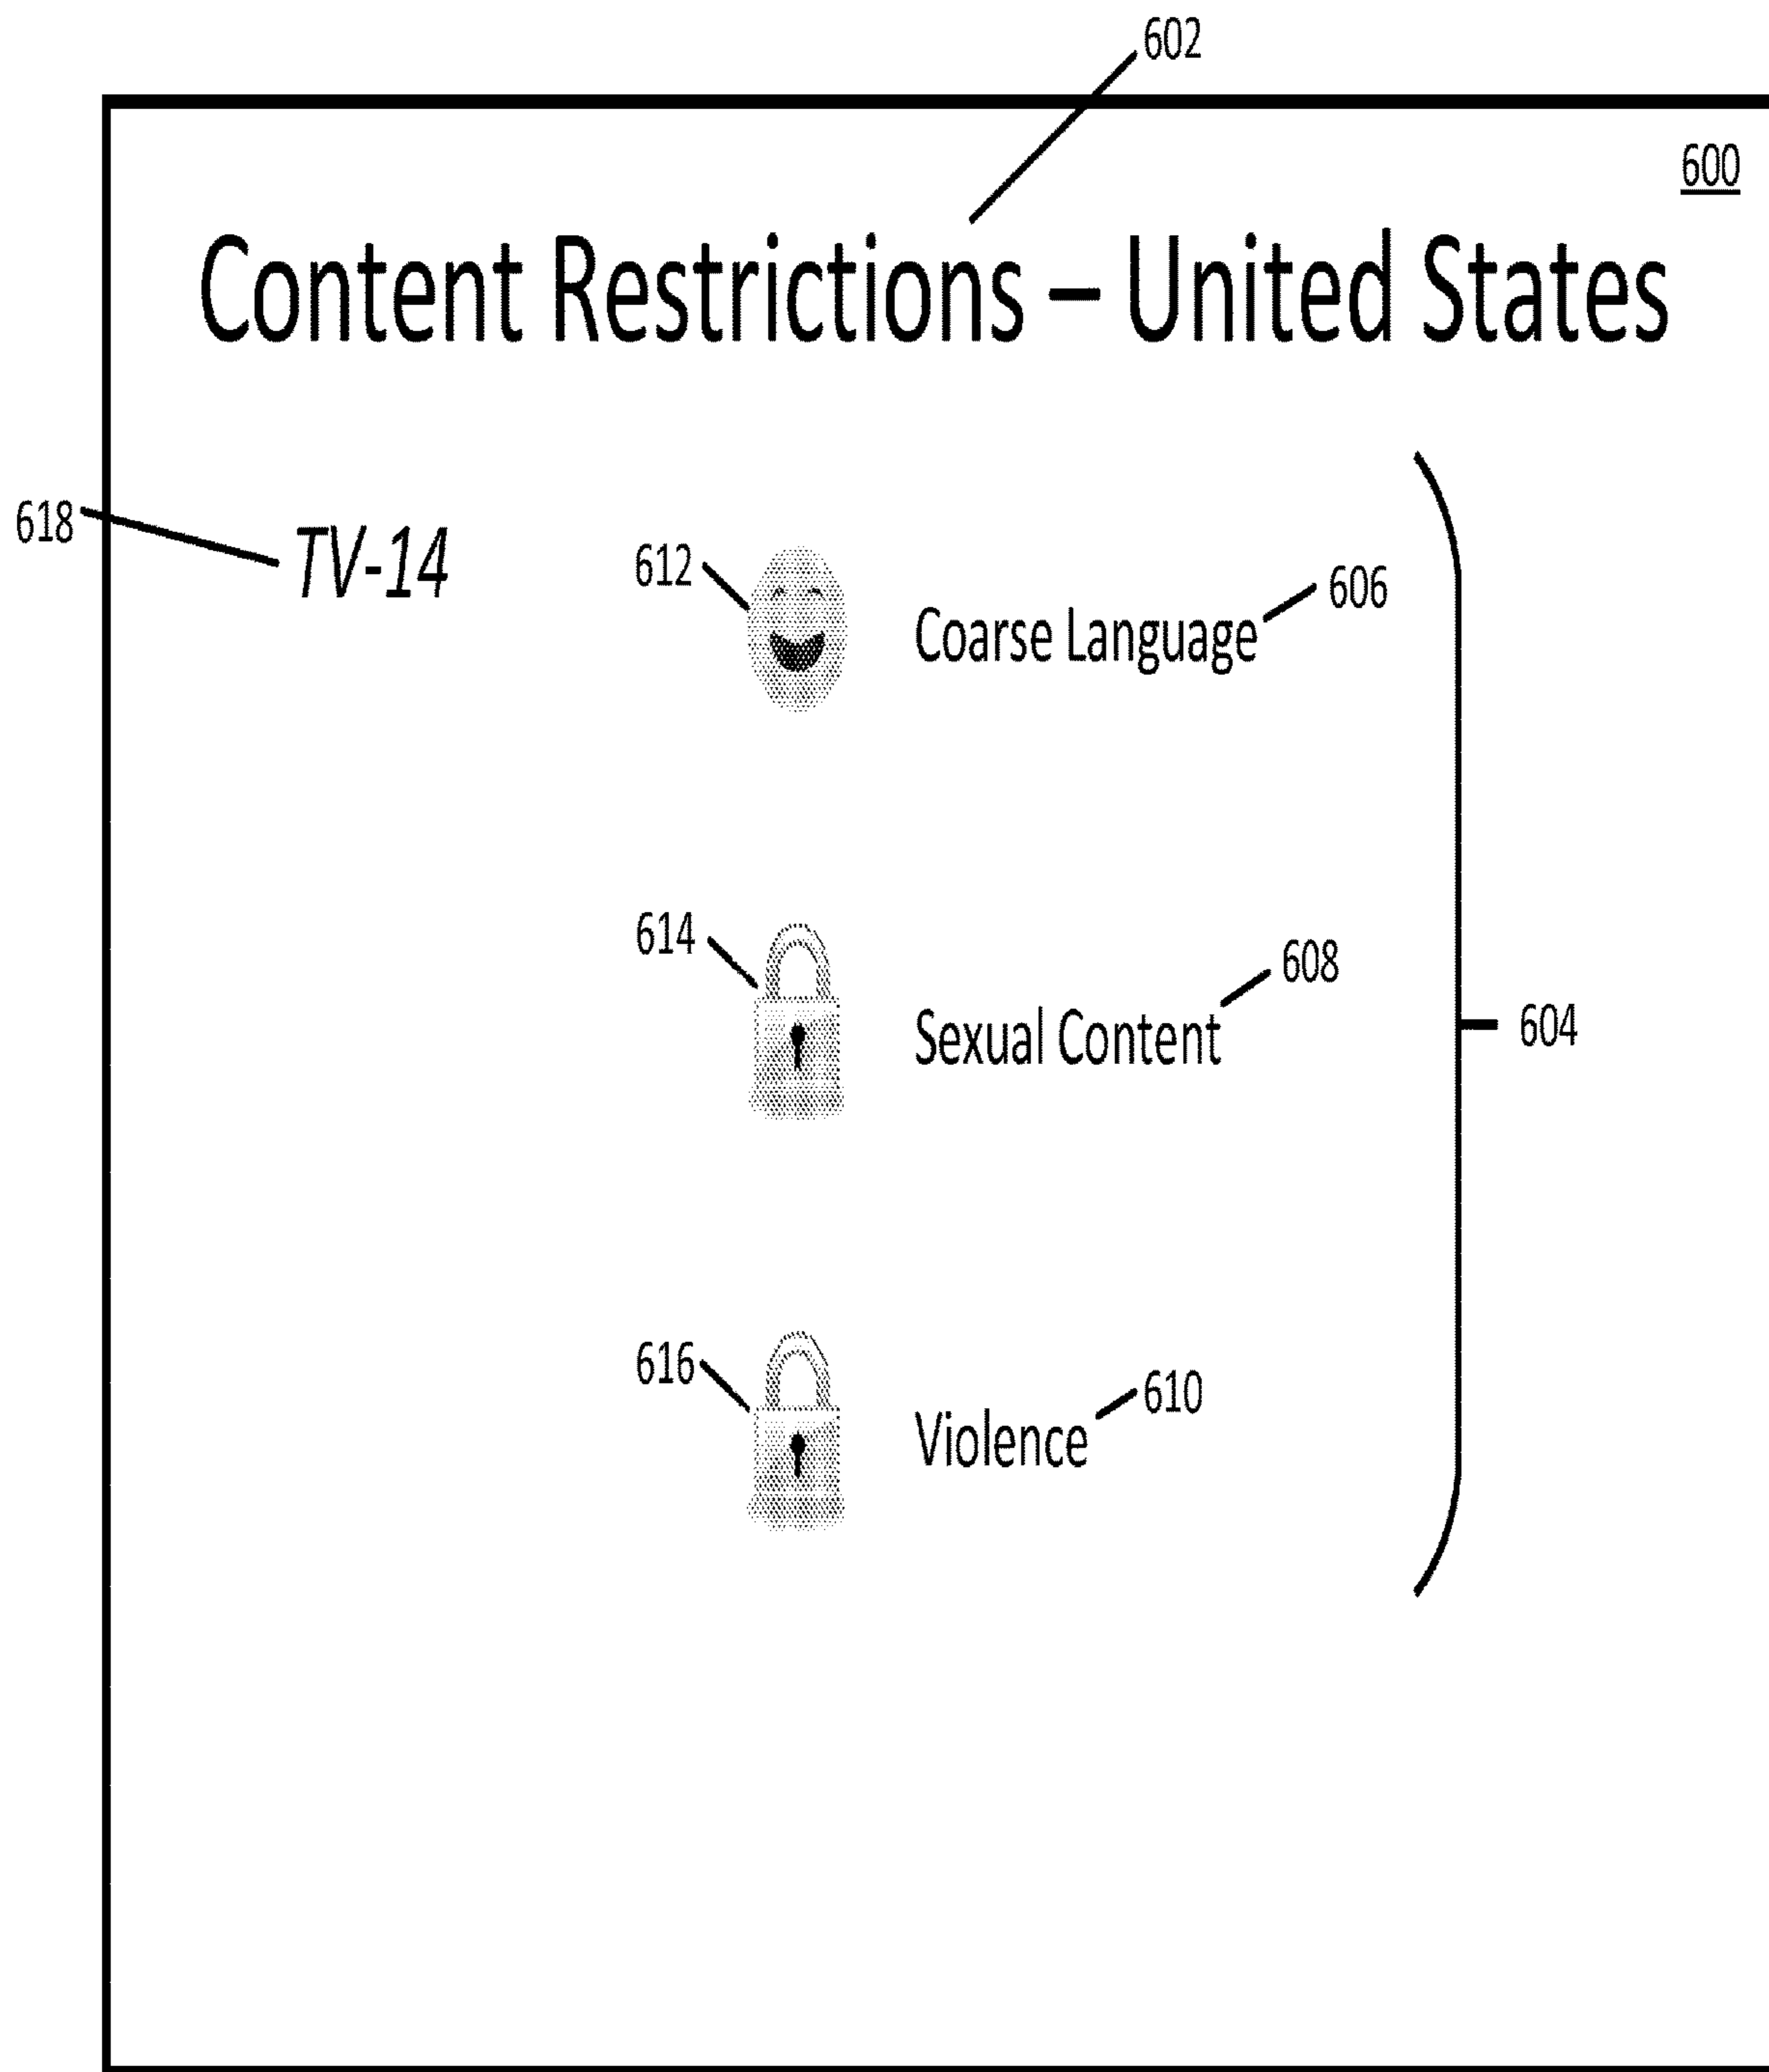 602
600
Content Restrictions – United States
618
TV-14
612
Coarse Language
606
614
Sexual Content
608
604
616
Violence
610